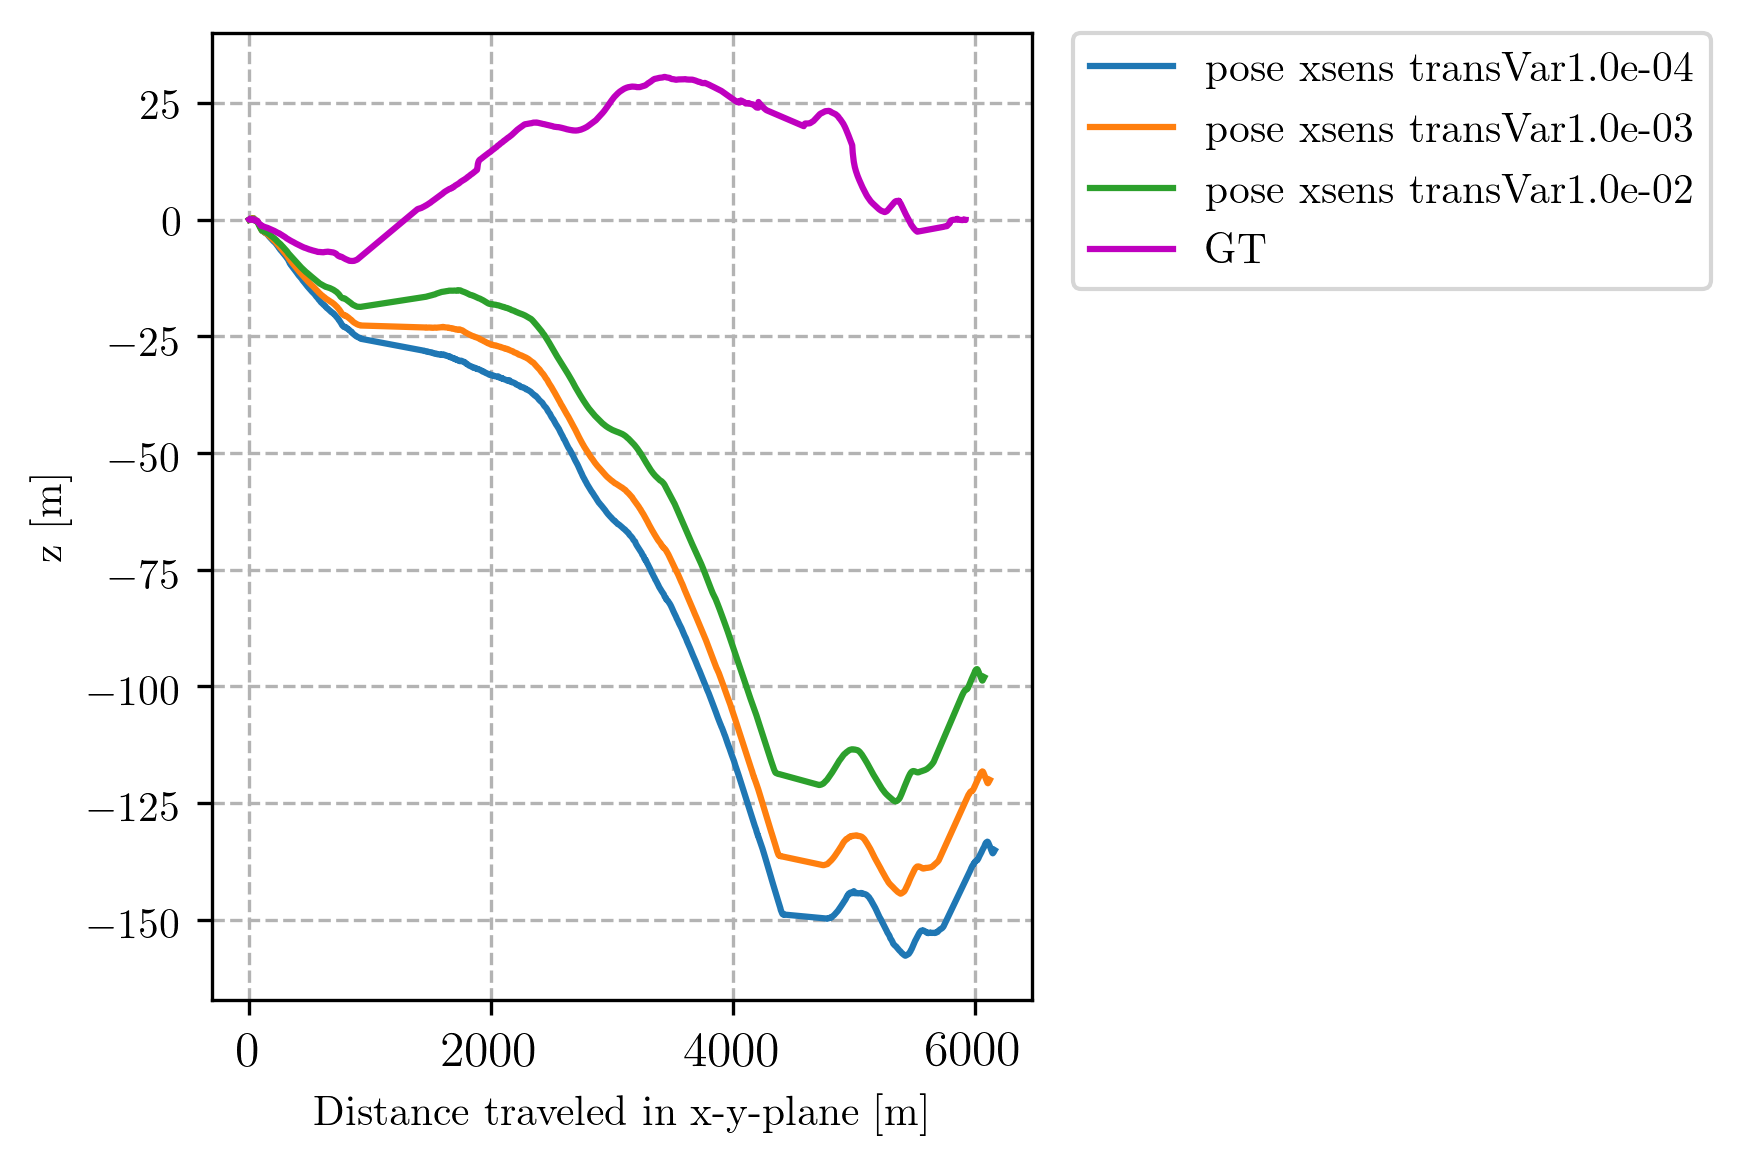 pose xsens transVar1.0e-04
pose xsens transVar1.0e-03
pose xsens transVar1.0e-02
GT
z [m]
25
0
−25
−50
−75
−100
−125
−150
0 2000 4000 6000
Distance traveled in x-y-plane [m]